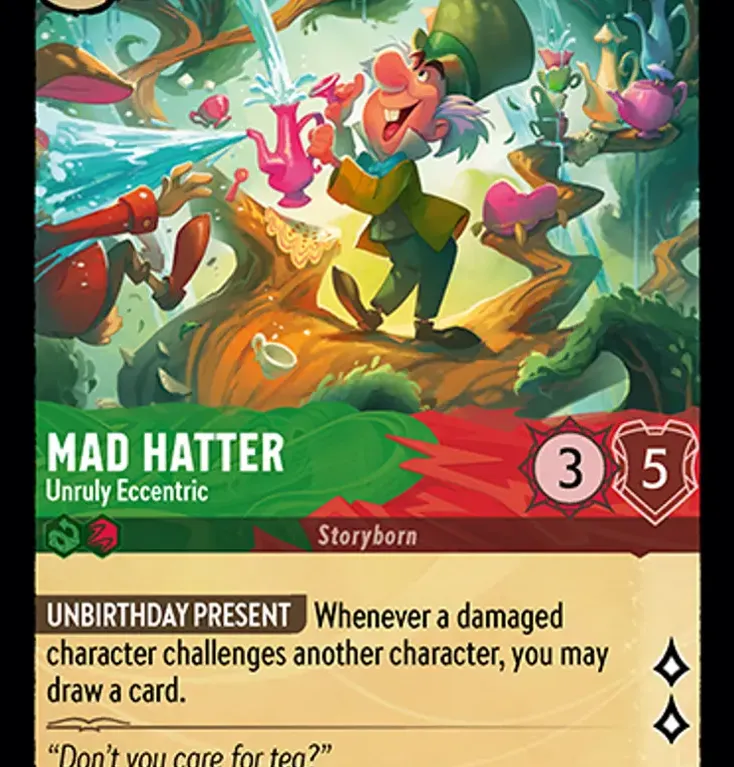 MAD HATTER
Unruly Eccentric
3
5
Storyborn
UNBIRTHDAY PRESENT Whenever a damaged
character challenges another character, you may
draw a card.
“Don’t you care for tea?”